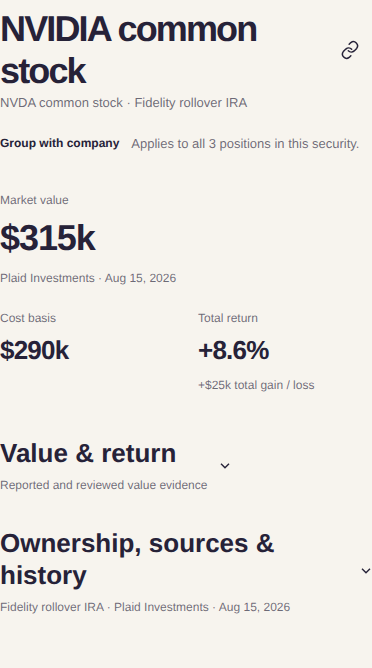 NVIDIA common
stock
NVDA common stock · Fidelity rollover IRA
Group with company Applies to all 3 positions in this security.
Market value
$315k
Plaid Investments · Aug 15, 2026
Cost basis Total return
$290k +8.6%
+$25k total gain / loss
Value & return
Reported and reviewed value evidence
Ownership, sources &
history
Fidelity rollover IRA · Plaid Investments · Aug 15, 2026